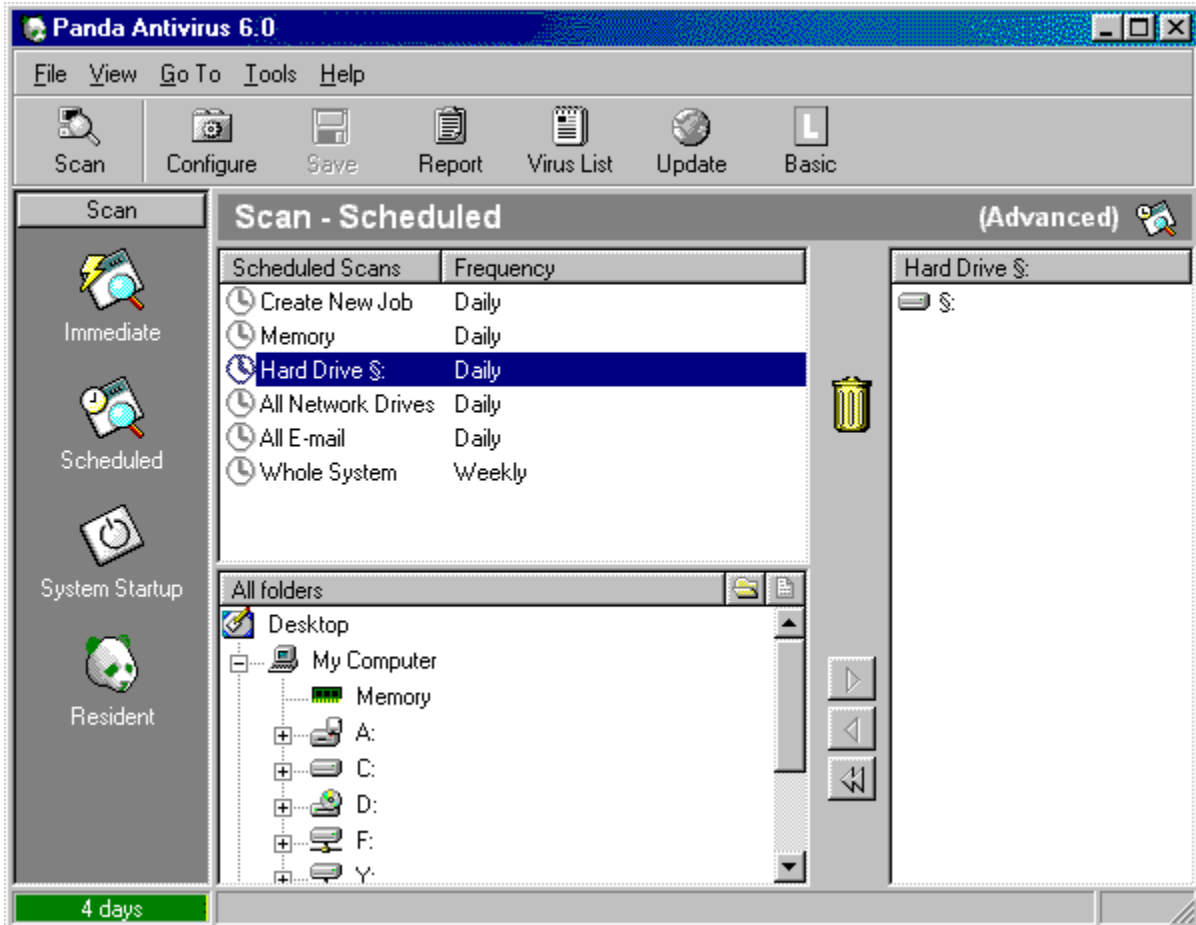 Panda Antivirus 6.0
File View Go To Tools Help
Scan Configure Save Report Virus List Update Basic
Scan
Scan - Scheduled (Advanced)
Immediate
Scheduled
System Startup
Resident
Scheduled Scans Frequency
Create New Job Daily
Memory Daily
Hard Drive §: Daily
All Network Drives Daily
All E-mail Daily
Whole System Weekly
Hard Drive §:
§:
All folders
Desktop
My Computer
Memory
A:
C:
D:
F:
Y:
4 days